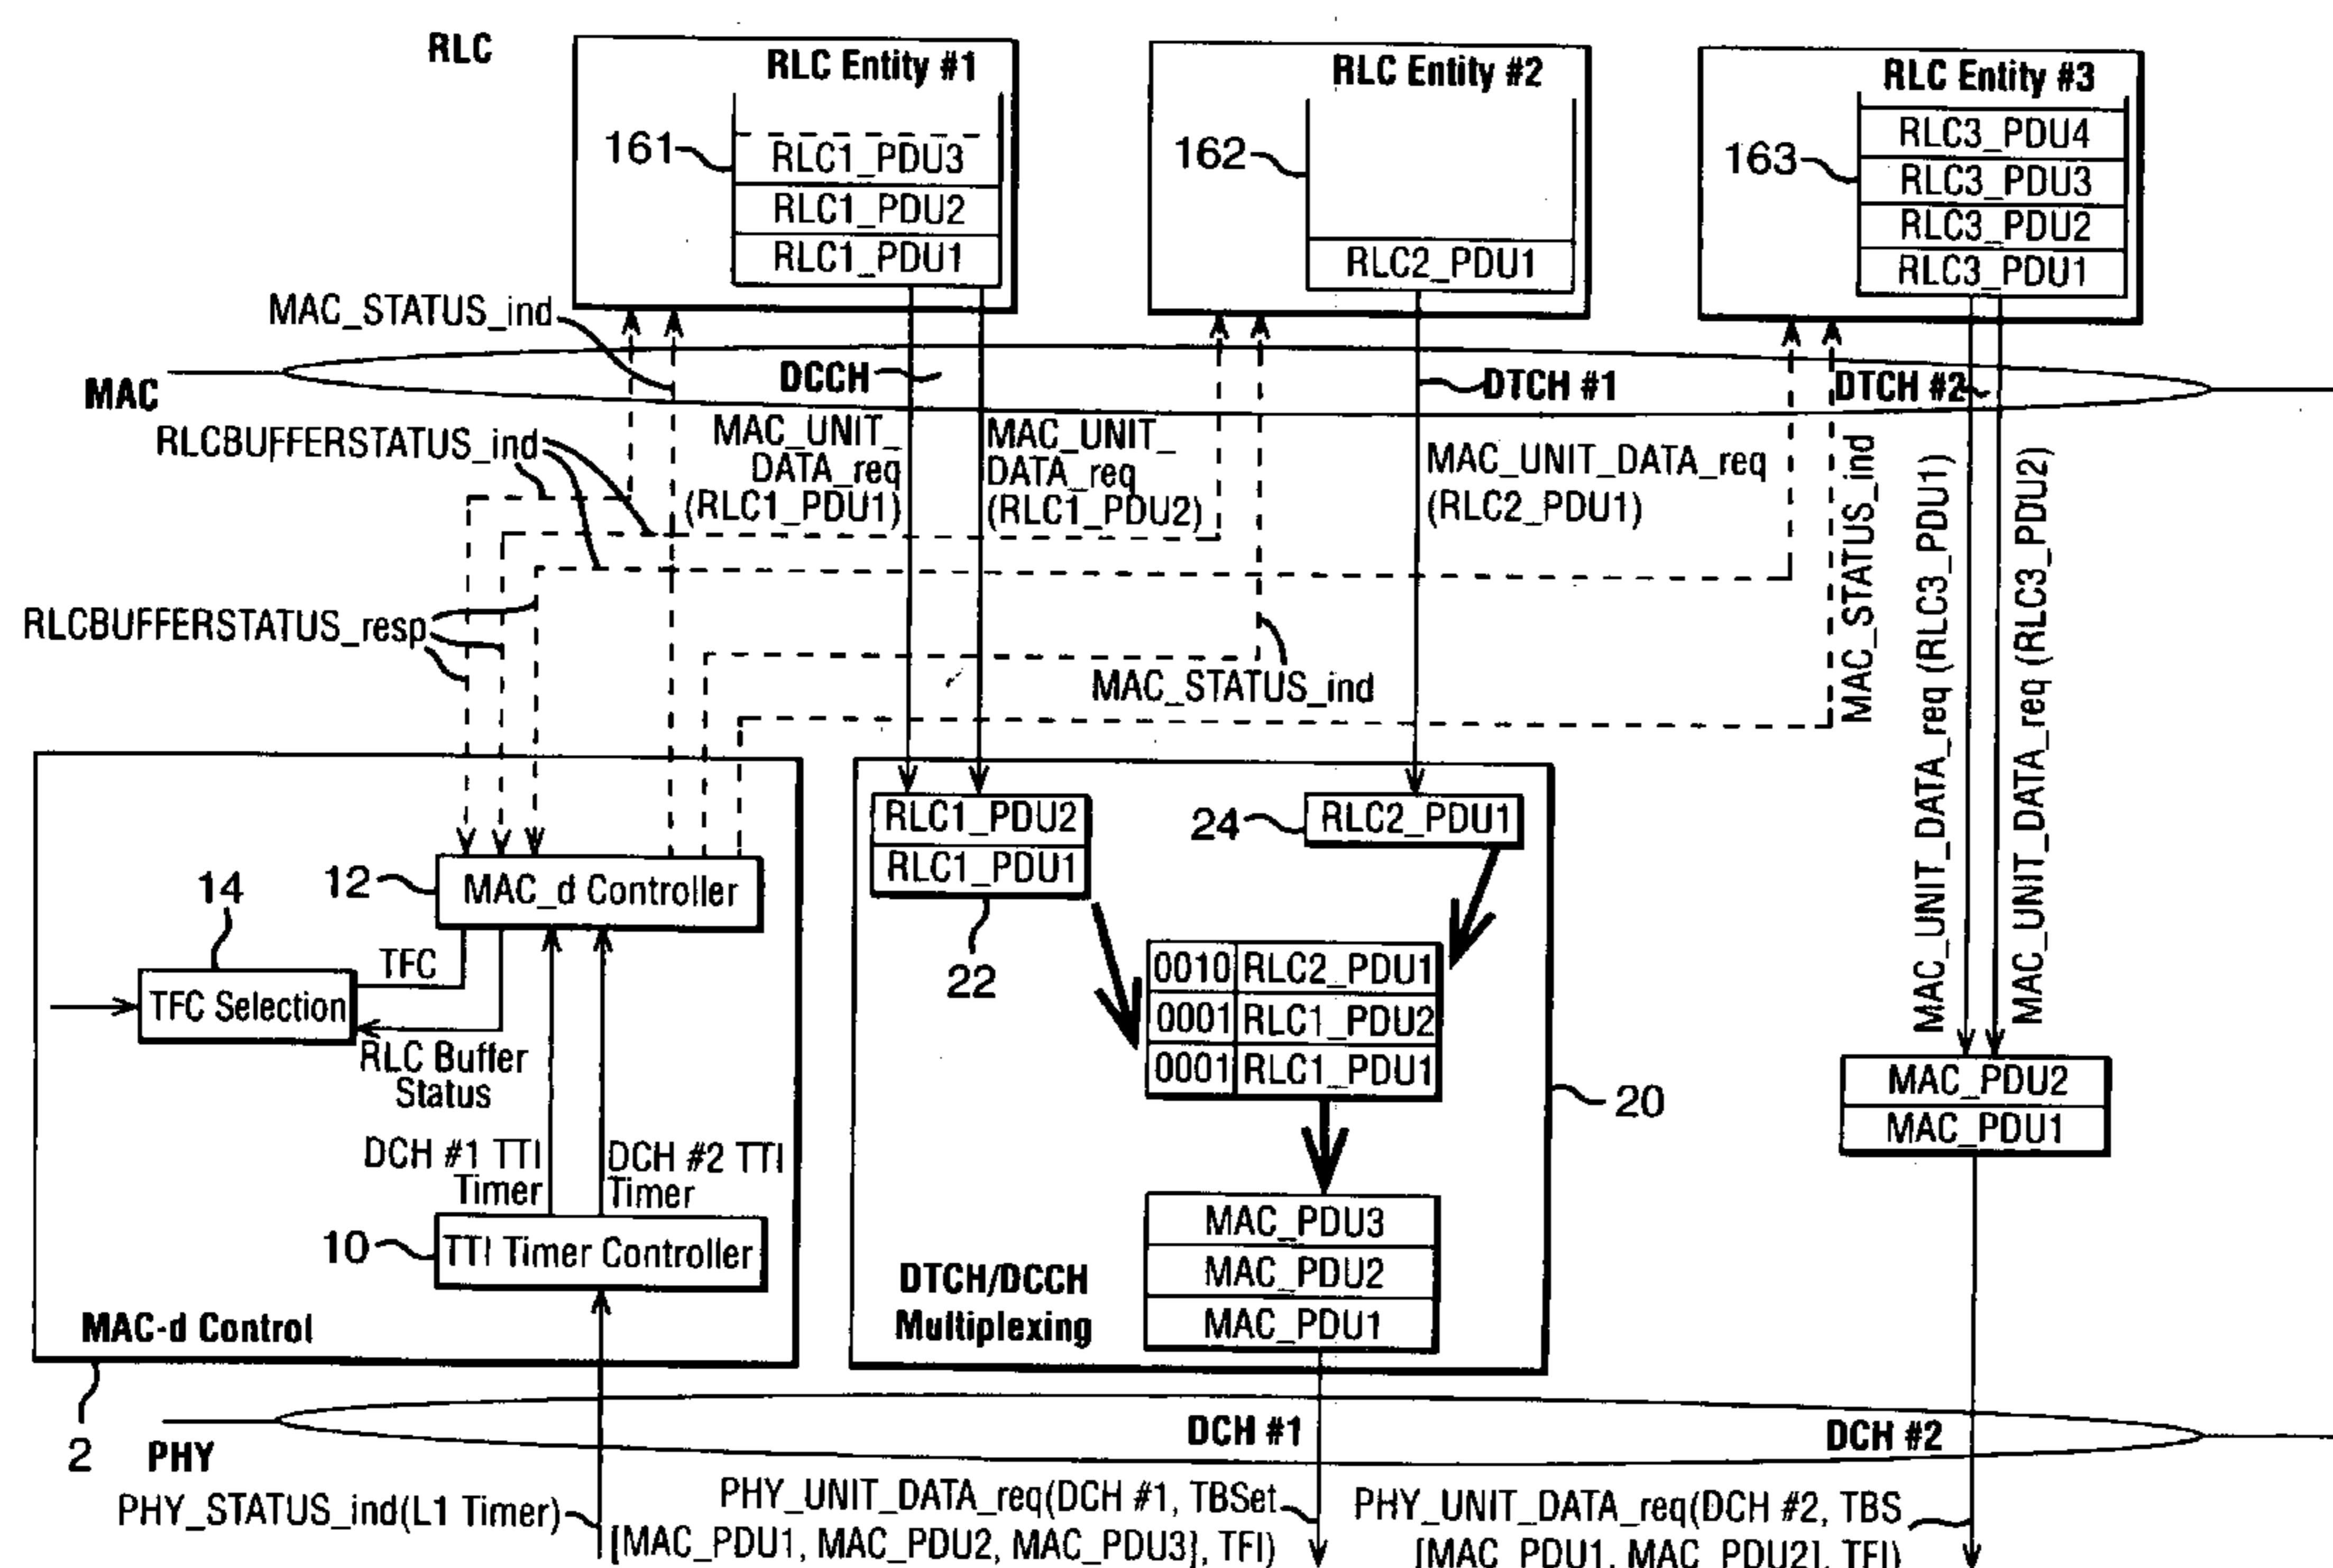 RLC
RLC Entity #1
161
RLC1_PDU3
RLC1_PDU2
RLC1_PDU1
RLC Entity #2
162
RLC2_PDU1
RLC Entity #3
163
RLC3_PDU4
RLC3_PDU3
RLC3_PDU2
RLC3_PDU1
MAC_STATUS_ind
MAC
DCCH
DTCH #1
DTCH #2
RLCBUFFERSTATUS_ind
MAC_UNIT_
DATA_req
(RLC1_PDU1)
MAC_UNIT_
DATA_req
(RLC1_PDU2)
MAC_UNIT_DATA_req
(RLC2_PDU1)
MAC_STATUS_ind
MAC_UNIT_DATA_req (RLC3_PDU1)
MAC_UNIT_DATA_req (RLC3_PDU2)
RLCBUFFERSTATUS_resp
MAC_STATUS_ind
12
MAC_d Controller
14
TFC
TFC Selection
RLC Buffer
Status
DCH #1 TTI
Timer
DCH #2 TTI
Timer
10
TTI Timer Controller
MAC-d Control
2
RLC1_PDU2
RLC1_PDU1
22
24
RLC2_PDU1
0010 RLC2_PDU1
0001 RLC1_PDU2
0001 RLC1_PDU1
20
MAC_PDU3
MAC_PDU2
MAC_PDU1
DTCH/DCCH
Multiplexing
MAC_PDU2
MAC_PDU1
PHY
DCH #1
DCH #2
PHY_STATUS_ind(L1 Timer)
PHY_UNIT_DATA_req(DCH #1, TBSet
[MAC_PDU1, MAC_PDU2, MAC_PDU3], TFI)
PHY_UNIT_DATA_req(DCH #2, TBS
[MAC_PDU1, MAC_PDU2], TFI)